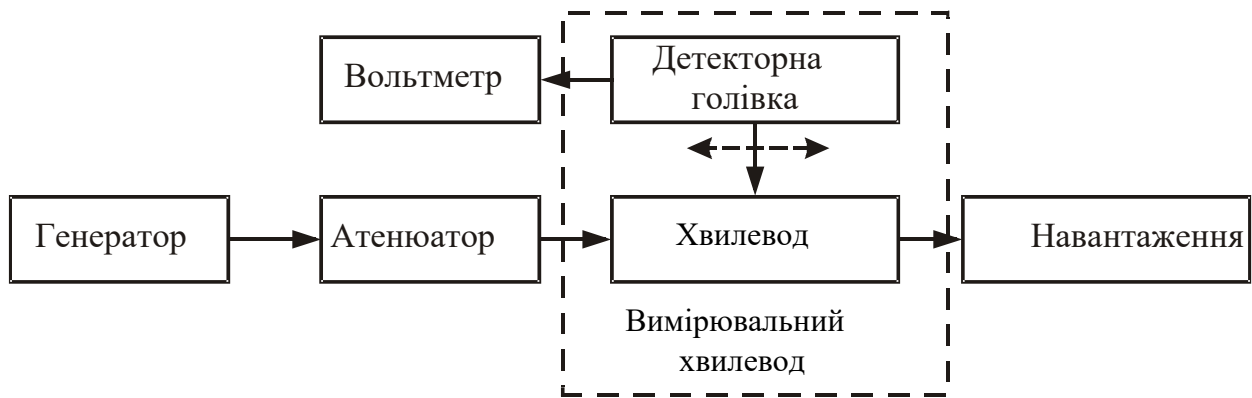 Вольтметр
Детекторна
голівка
Генератор
Атенюатор
Хвилевод
Навантаження
Вимірювальний
хвилевод